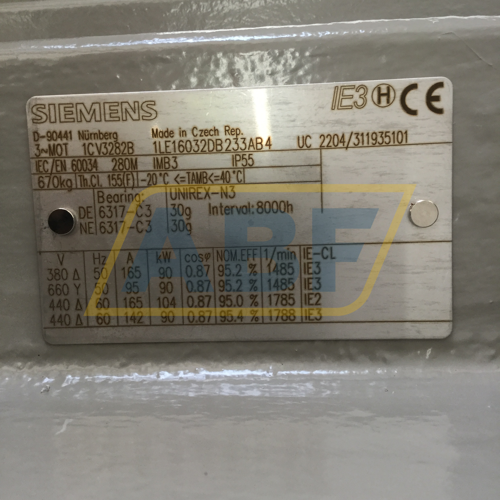 SIEMENS IE3 H CE
D-90441 Nürnberg Made in Czech Rep.
3~MOT 1CV3282B 1LE16032DB233AB4 UC 2204/311935101
IEC/EN 60034 280M IMB3 IP55
670kg Th.Cl. 155(F) -20°C <=TAMB<=40°C
Bearing: UNIREX-N3
DE 6317-C3 30g Interval: 8000h
NE 6317-C3 30g
V Hz A kW cosφ NOM.EFF 1/min IE-CL
380 Δ 50 165 90 0.87 95.2 % 1485 IE3
660 Y 50 95 90 0.87 95.2 % 1485 IE3
440 Δ 60 165 104 0.87 95.0 % 1785 IE2
440 Δ 60 142 90 0.87 95.4 % 1788 IE3
ABF